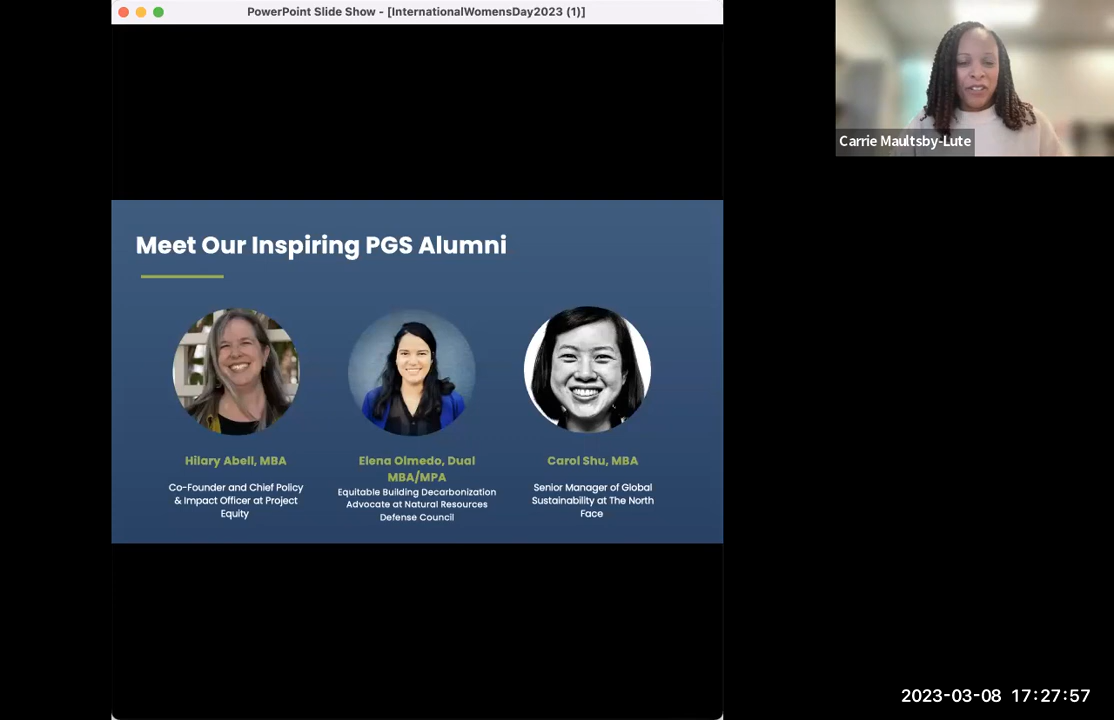 PowerPoint Slide Show - [InternationalWomensDay2023 (1)]
Carrie Maultsby-Lute
Meet Our Inspiring PGS Alumni
Hilary Abell, MBA
Co-Founder and Chief Policy
& Impact Officer at Project
Equity
Elena Olmedo, Dual
MBA/MPA
Equitable Building Decarbonization
Advocate at Natural Resources
Defense Council
Carol Shu, MBA
Senior Manager of Global
Sustainability at The North
Face
2023-03-08 17:27:57